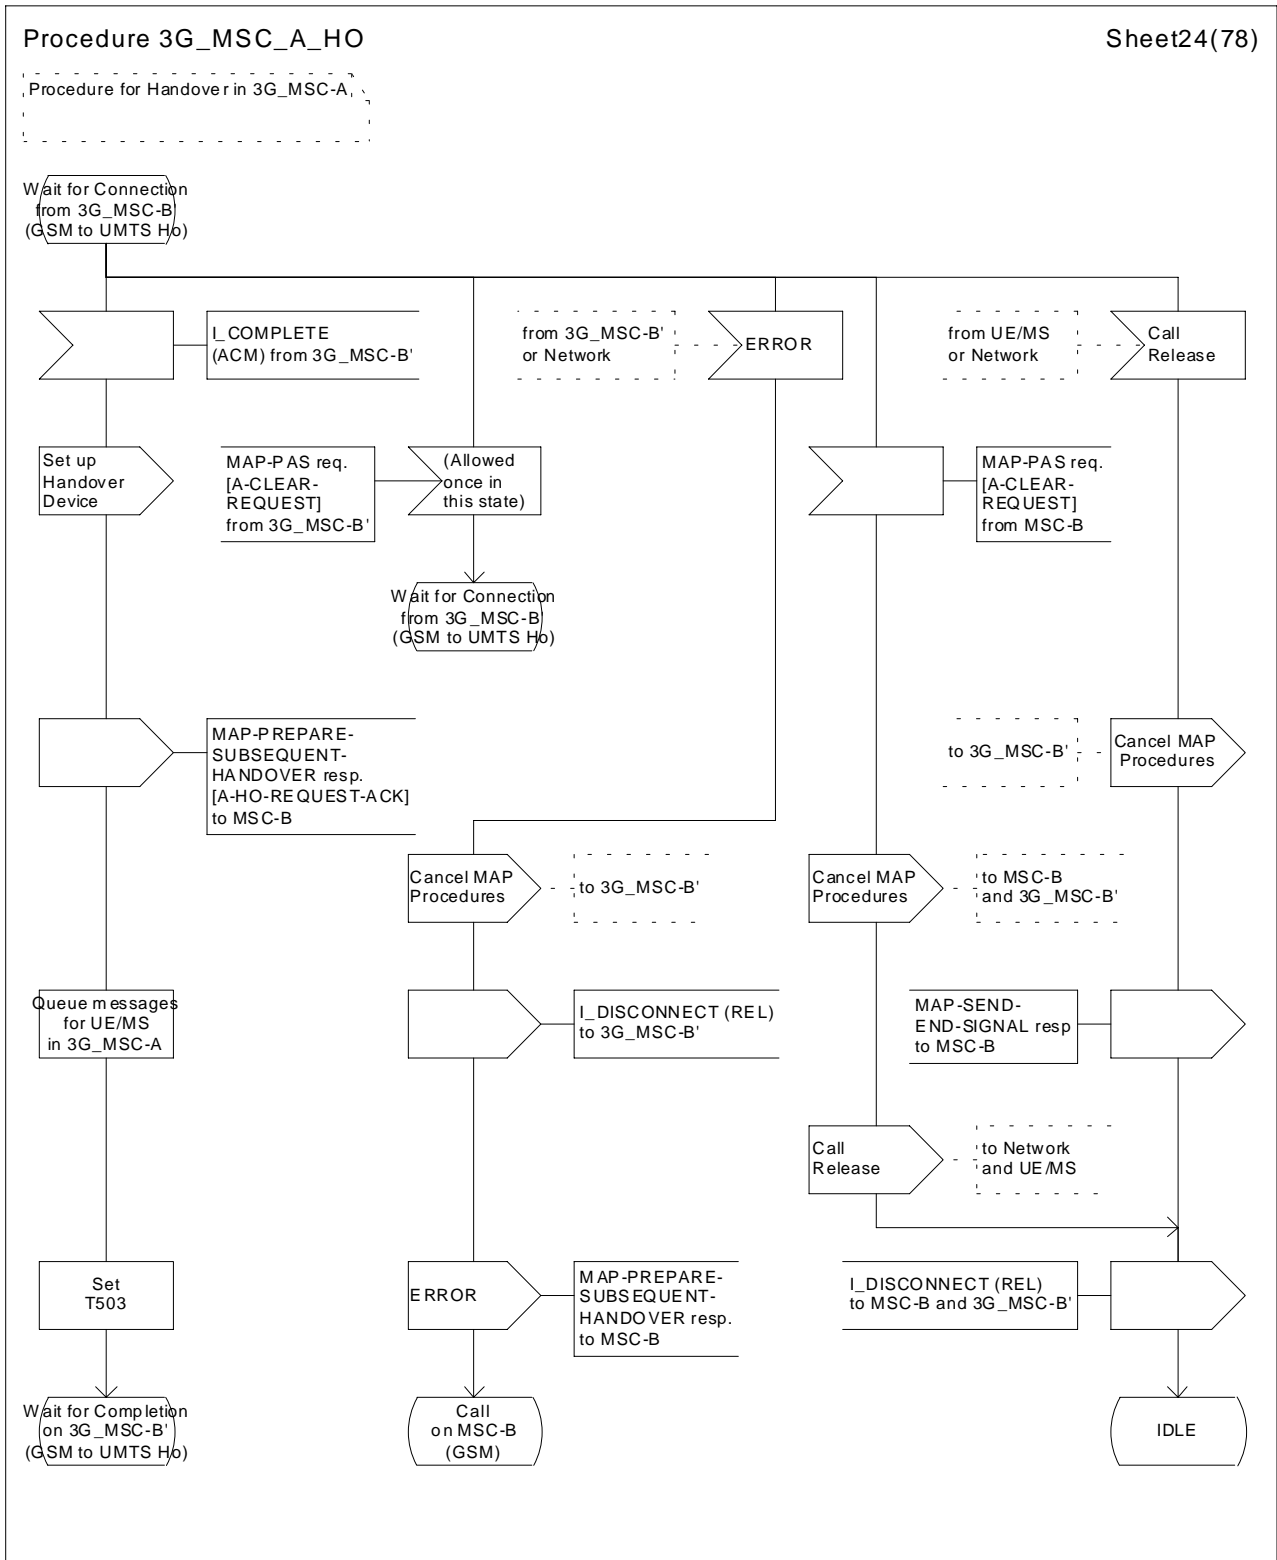 Procedure 3G_MSC_A_HO
Sheet24(78)
Procedure for Handover in 3G_MSC-A
Wait for Connection
from 3G_MSC-B'
(GSM to UMTS Ho)
I_COMPLETE
(ACM) from 3G_MSC-B'
from 3G_MSC-B'
or Network
ERROR
from UE/MS
or Network
Call
Release
Set up
Handover
Device
MAP-PAS req.
[A-CLEAR-
REQUEST]
from 3G_MSC-B'
(Allowed
once in
this state)
MAP-PAS req.
[A-CLEAR-
REQUEST]
from MSC-B
Wait for Connection
from 3G_MSC-B'
(GSM to UMTS Ho)
MAP-PREPARE-
SUBSEQUENT-
HANDOVER resp.
[A-HO-REQUEST-ACK]
to MSC-B
to 3G_MSC-B'
Cancel MAP
Procedures
Cancel MAP
Procedures
to 3G_MSC-B'
Cancel MAP
Procedures
to MSC-B
and 3G_MSC-B'
Queue messages
for UE/MS
in 3G_MSC-A
I_DISCONNECT (REL)
to 3G_MSC-B'
MAP-SEND-
END-SIGNAL resp
to MSC-B
Call
Release
to Network
and UE/MS
Set
T503
ERROR
MAP-PREPARE-
SUBSEQUENT-
HANDOVER resp.
to MSC-B
I_DISCONNECT (REL)
to MSC-B and 3G_MSC-B'
Wait for Completion
on 3G_MSC-B'
(GSM to UMTS Ho)
Call
on MSC-B
(GSM)
IDLE